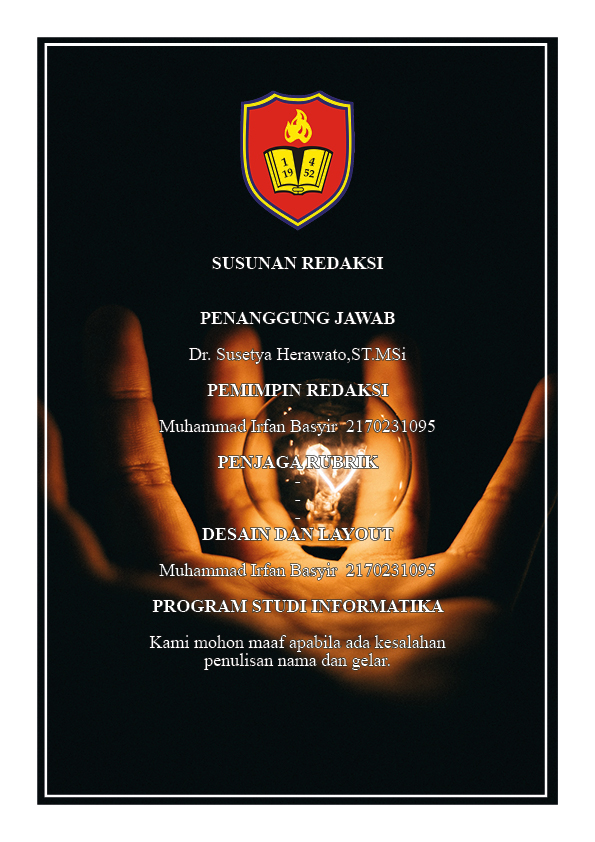 1 4
19 52
SUSUNAN REDAKSI
PENANGGUNG JAWAB
Dr. Susetya Herawato,ST.MSi
PEMIMPIN REDAKSI
Muhammad Irfan Basyir 2170231095
PENJAGA RUBRIK
-
-
-
DESAIN DAN LAYOUT
Muhammad Irfan Basyir 2170231095
PROGRAM STUDI INFORMATIKA
Kami mohon maaf apabila ada kesalahan
penulisan nama dan gelar.